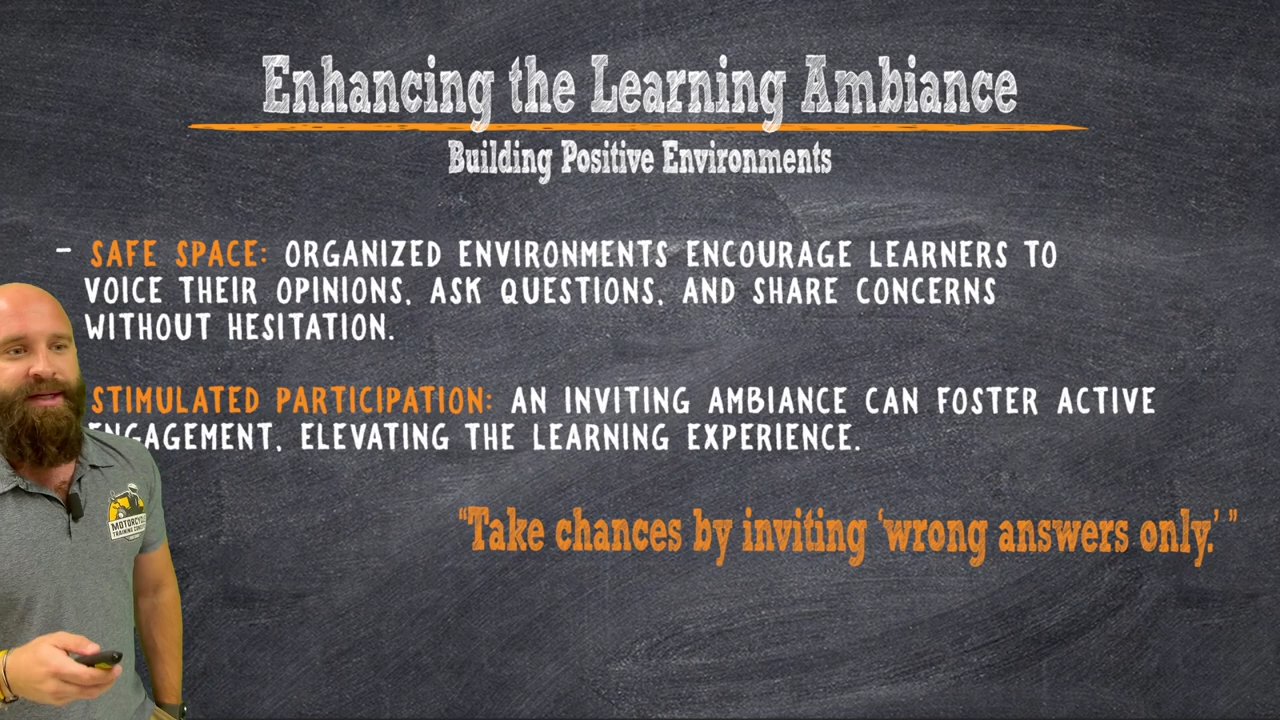 Enhancing the Learning Ambiance
Building Positive Environments
- SAFE SPACE: ORGANIZED ENVIRONMENTS ENCOURAGE LEARNERS TO
VOICE THEIR OPINIONS, ASK QUESTIONS, AND SHARE CONCERNS
WITHOUT HESITATION.
STIMULATED PARTICIPATION: AN INVITING AMBIANCE CAN FOSTER ACTIVE
ENGAGEMENT, ELEVATING THE LEARNING EXPERIENCE.
MOTORCYCLE
TRAINING
“Take chances by inviting ‘wrong answers only.’ ”